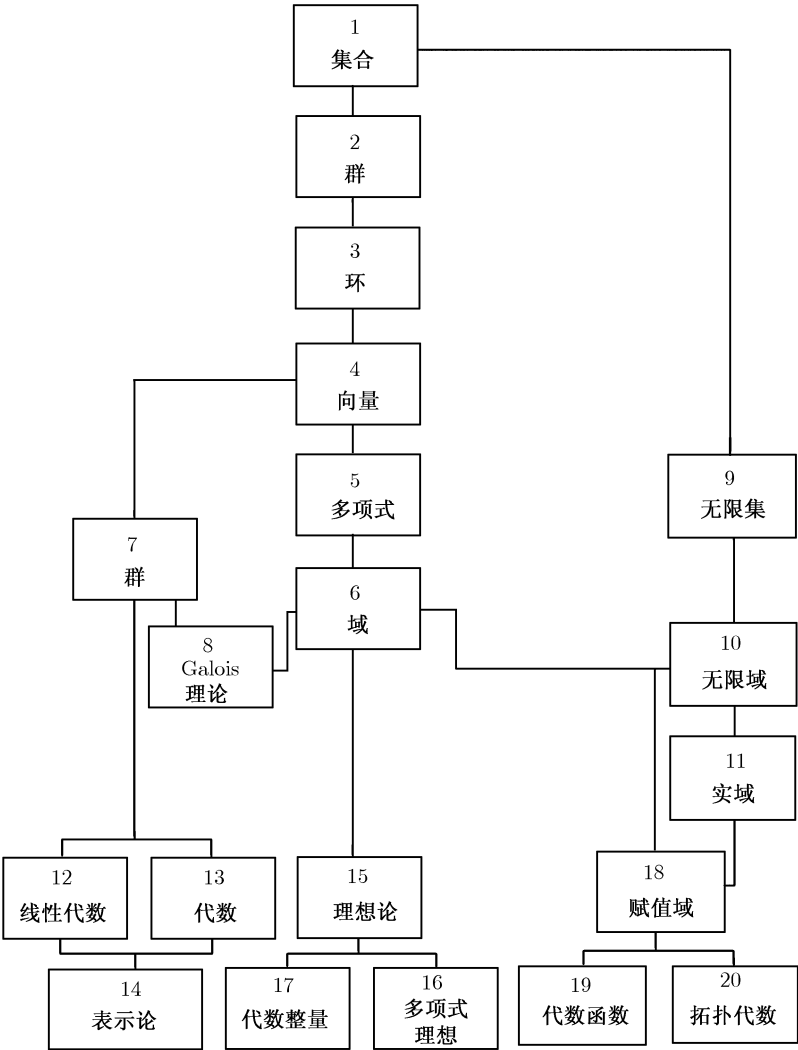 1
集合
2
群
3
环
4
向量
5
多项式
9
无限集
7
群
6
域
8
Galois
理论
10
无限域
11
实域
12
线性代数
13
代数
15
理想论
18
赋值域
14
表示论
17
代数整量
16
多项式
理想
19
代数函数
20
拓扑代数